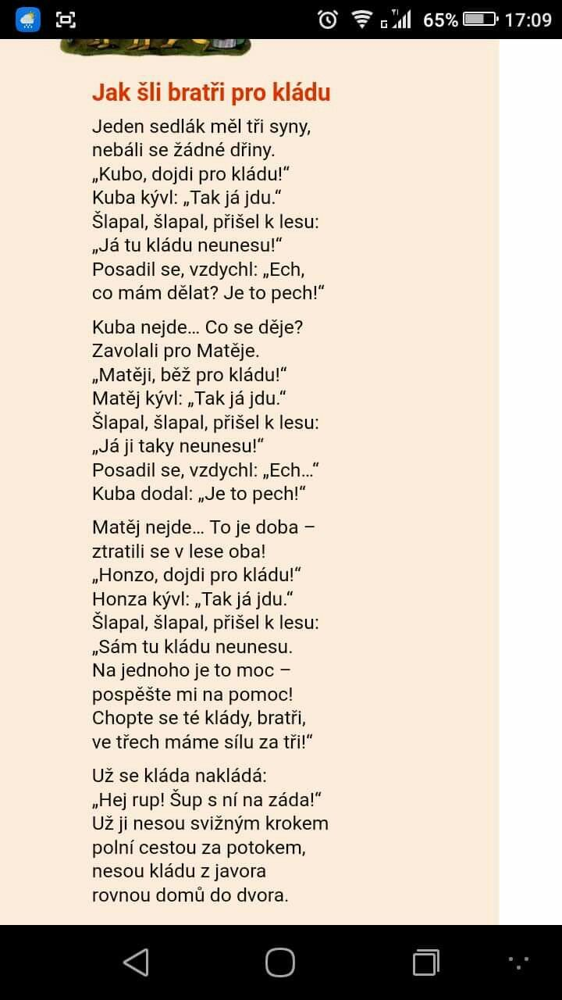 65% 17:09
Jak šli bratři pro kládu
Jeden sedlák měl tři syny,
nebáli se žádné dřiny.
„Kubo, dojdi pro kládu!“
Kuba kývl: „Tak já jdu.“
Šlapal, šlapal, přišel k lesu:
„Já tu kládu neunesu!“
Posadil se, vzdychl: „Ech,
co mám dělat? Je to pech!“
Kuba nejde… Co se děje?
Zavolali pro Matěje.
„Matěji, běž pro kládu!“
Matěj kývl: „Tak já jdu.“
Šlapal, šlapal, přišel k lesu:
„Já ji taky neunesu!“
Posadil se, vzdychl: „Ech…“
Kuba dodal: „Je to pech!“
Matěj nejde… To je doba –
ztratili se v lese oba!
„Honzo, dojdi pro kládu!“
Honza kývl: „Tak já jdu.“
Šlapal, šlapal, přišel k lesu:
„Sám tu kládu neunesu.
Na jednoho je to moc –
pospěšte mi na pomoc!
Chopte se té klády, bratři,
ve třech máme sílu za tři!“
Už se kláda nakládá:
„Hej rup! Šup s ní na záda!“
Už ji nesou svižným krokem
polní cestou za potokem,
nesou kládu z javora
rovnou domů do dvora.